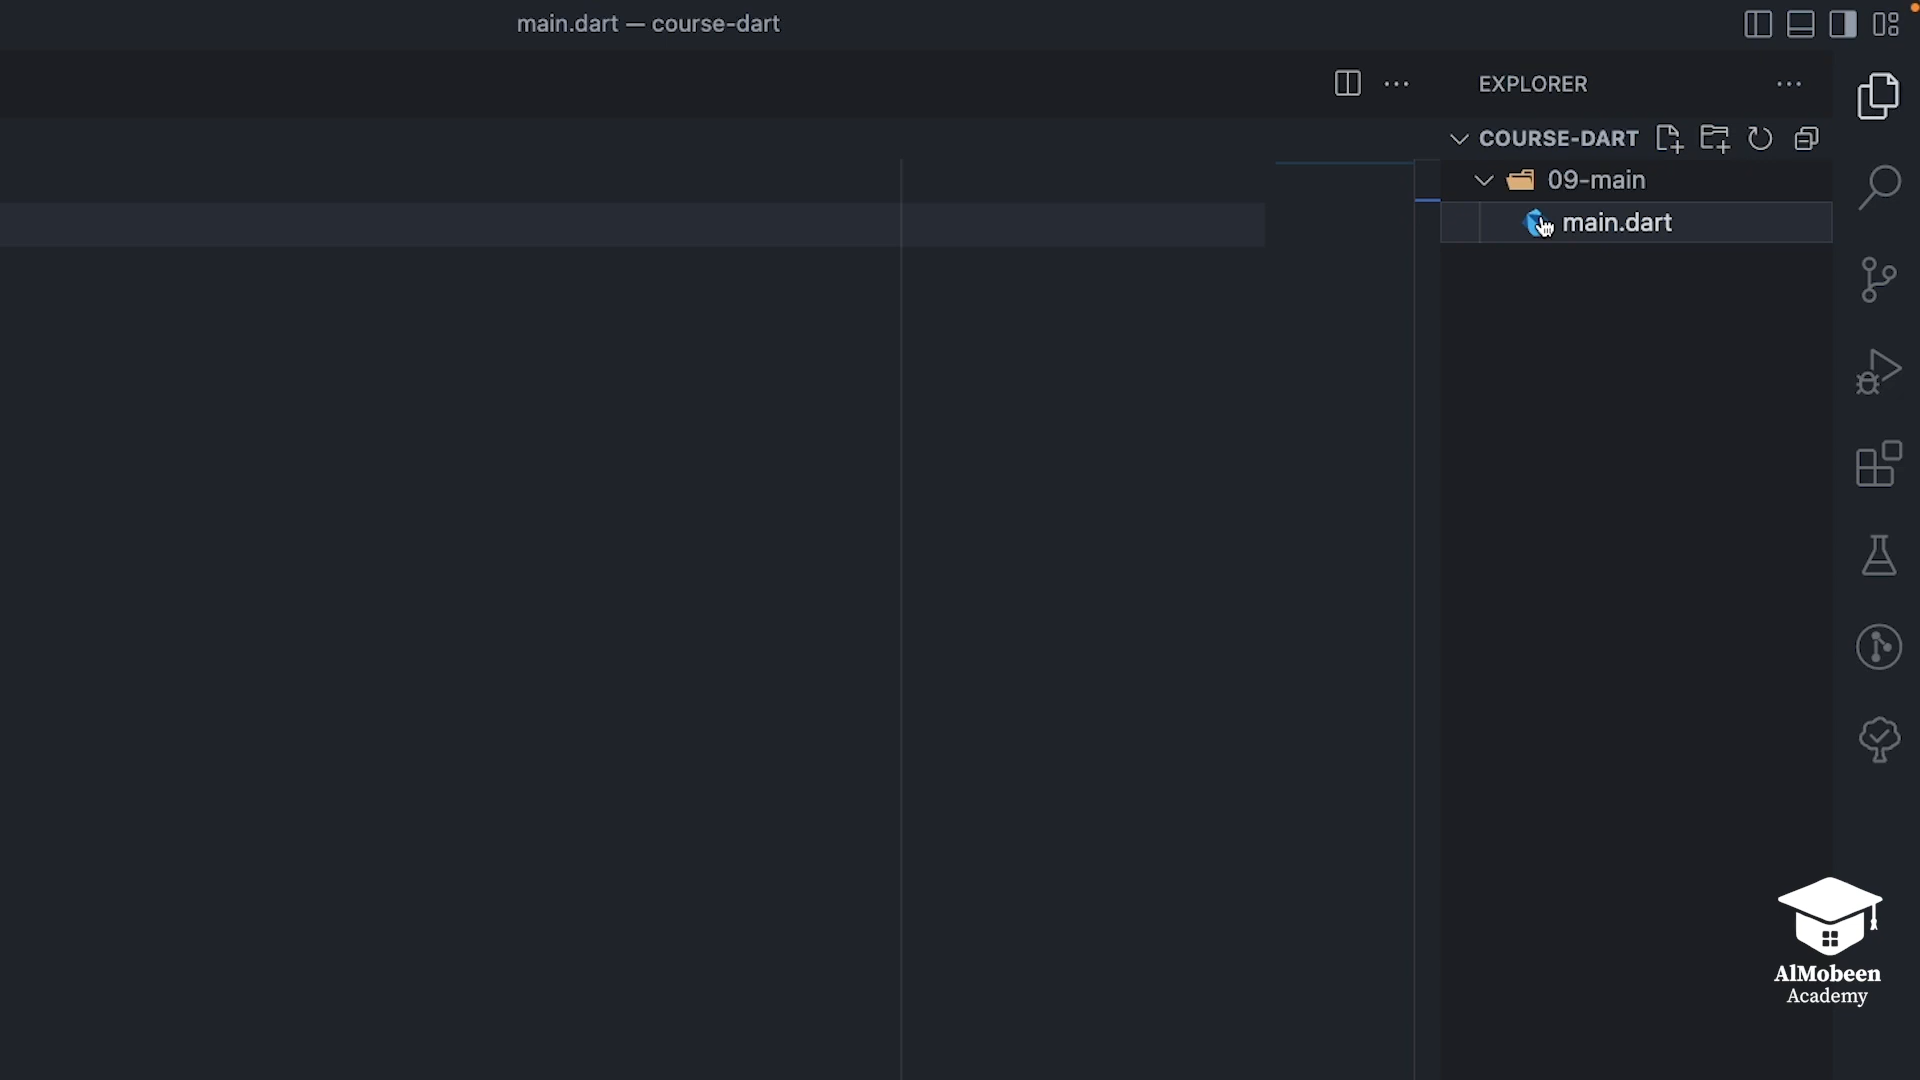 main.dart — course-dart
EXPLORER
COURSE-DART
09-main
main.dart
AlMobeen
Academy